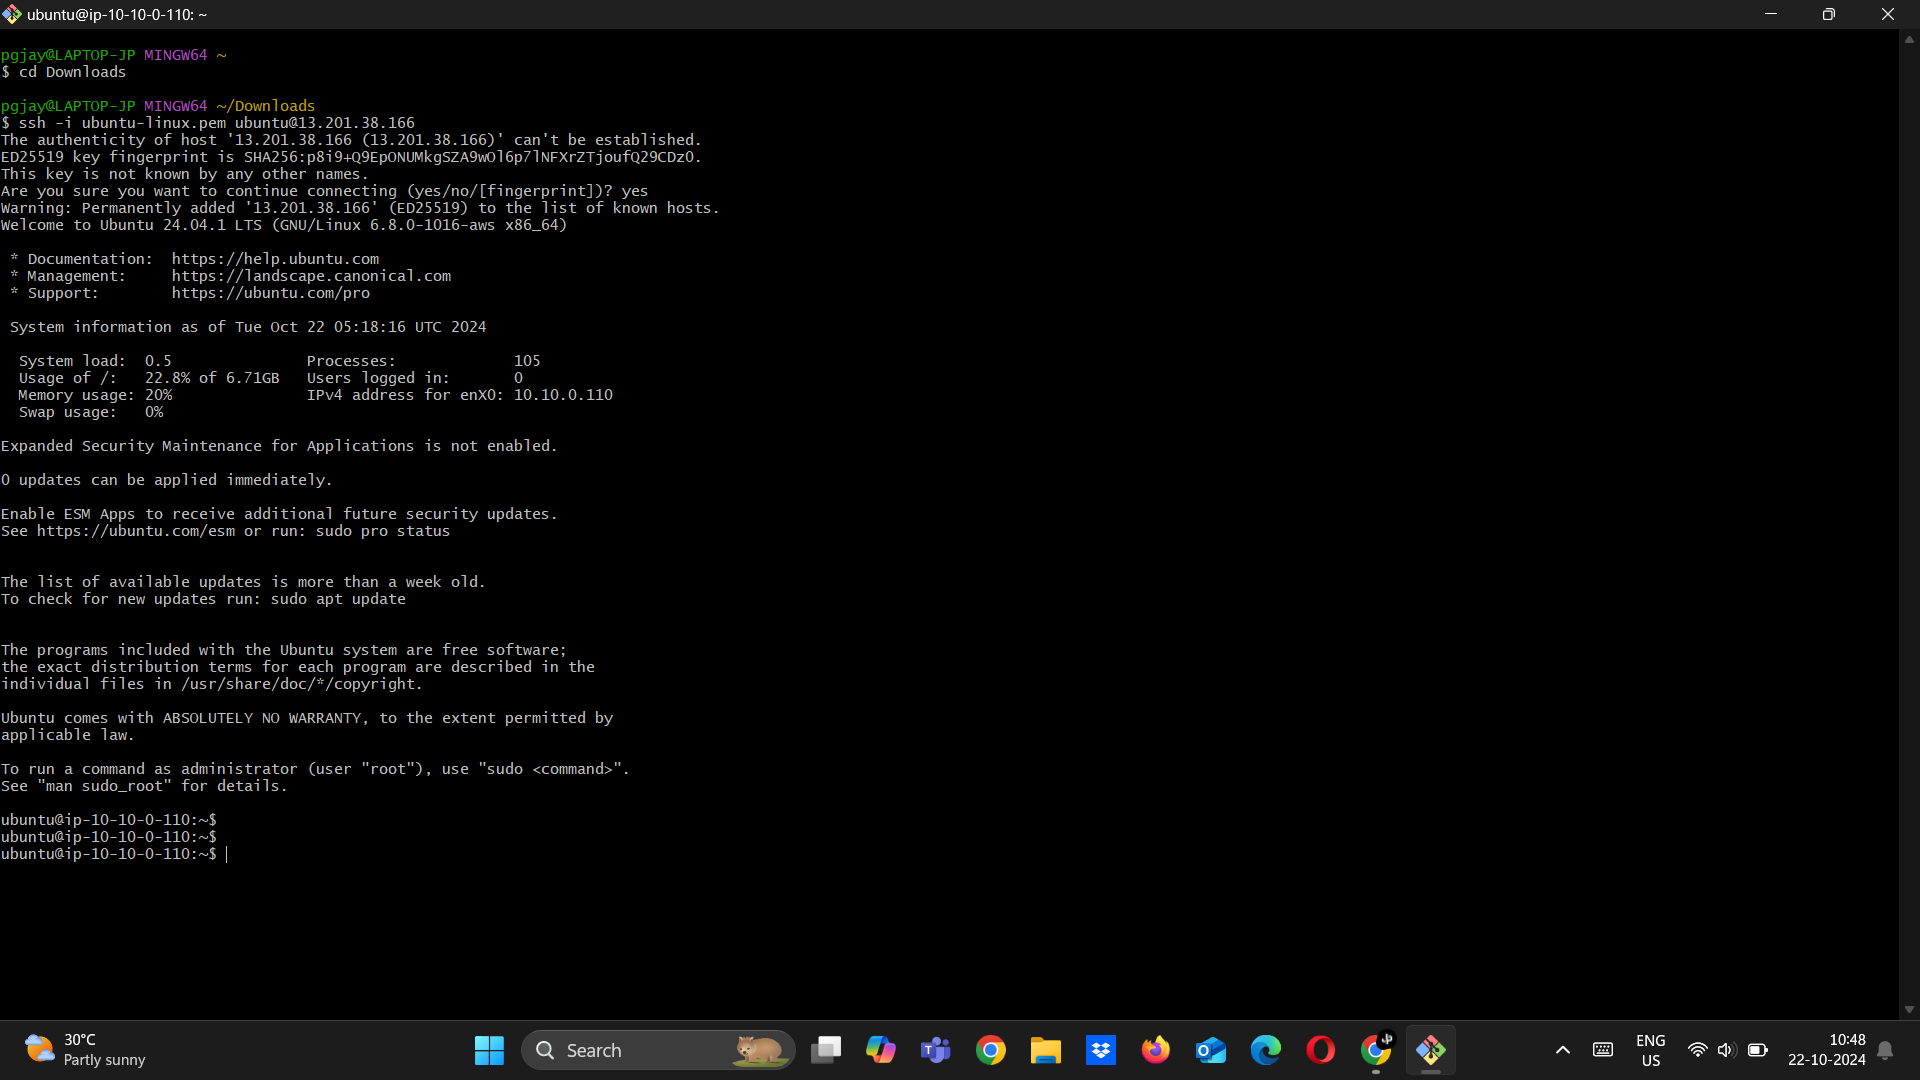 ubuntu@ip-10-10-0-110: ~
pgjay@LAPTOP-JP MINGW64 ~
$ cd Downloads
pgjay@LAPTOP-JP MINGW64 ~/Downloads
$ ssh -i ubuntu-linux.pem ubuntu@13.201.38.166
The authenticity of host '13.201.38.166 (13.201.38.166)' can't be established.
ED25519 key fingerprint is SHA256:p8i9+Q9EpONUMkgSZA9wOl6p7lNFXrZTjoufQ29CDz0.
This key is not known by any other names.
Are you sure you want to continue connecting (yes/no/[fingerprint])? yes
Warning: Permanently added '13.201.38.166' (ED25519) to the list of known hosts.
Welcome to Ubuntu 24.04.1 LTS (GNU/Linux 6.8.0-1016-aws x86_64)
* Documentation: https://help.ubuntu.com
* Management: https://landscape.canonical.com
* Support: https://ubuntu.com/pro
System information as of Tue Oct 22 05:18:16 UTC 2024
System load: 0.5 Processes: 105
Usage of /: 22.8% of 6.71GB Users logged in: 0
Memory usage: 20% IPv4 address for enX0: 10.10.0.110
Swap usage: 0%
Expanded Security Maintenance for Applications is not enabled.
0 updates can be applied immediately.
Enable ESM Apps to receive additional future security updates.
See https://ubuntu.com/esm or run: sudo pro status
The list of available updates is more than a week old.
To check for new updates run: sudo apt update
The programs included with the Ubuntu system are free software;
the exact distribution terms for each program are described in the
individual files in /usr/share/doc/*/copyright.
Ubuntu comes with ABSOLUTELY NO WARRANTY, to the extent permitted by
applicable law.
To run a command as administrator (user "root"), use "sudo <command>".
See "man sudo_root" for details.
ubuntu@ip-10-10-0-110:~$
ubuntu@ip-10-10-0-110:~$
ubuntu@ip-10-10-0-110:~$
30°C
Partly sunny
Search
ENG
US
10:48
22-10-2024